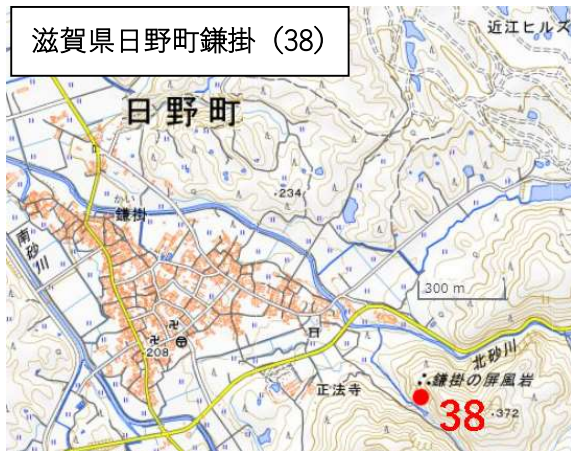 滋賀県日野町鎌掛（38）
近江ヒルズ
日野町
・234
かい
鎌掛
南砂川
300 m
卍
卍
208
〒
正法寺
北砂川
∴鎌掛の屏風岩
38
・372